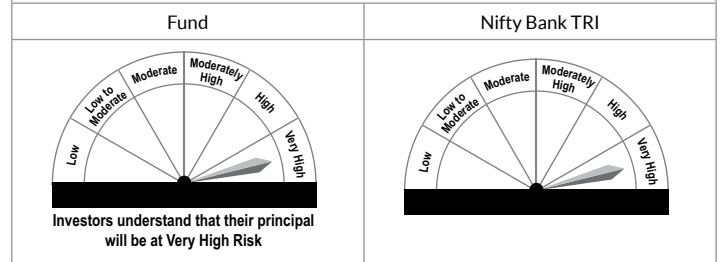 Fund
Nifty Bank TRI
Low
Low to
Moderate
Moderate
Moderately
High
High
Very High
Low
Low to
Moderate
Moderate
Moderately
High
High
Very High
Investors understand that their principal
will be at Very High Risk